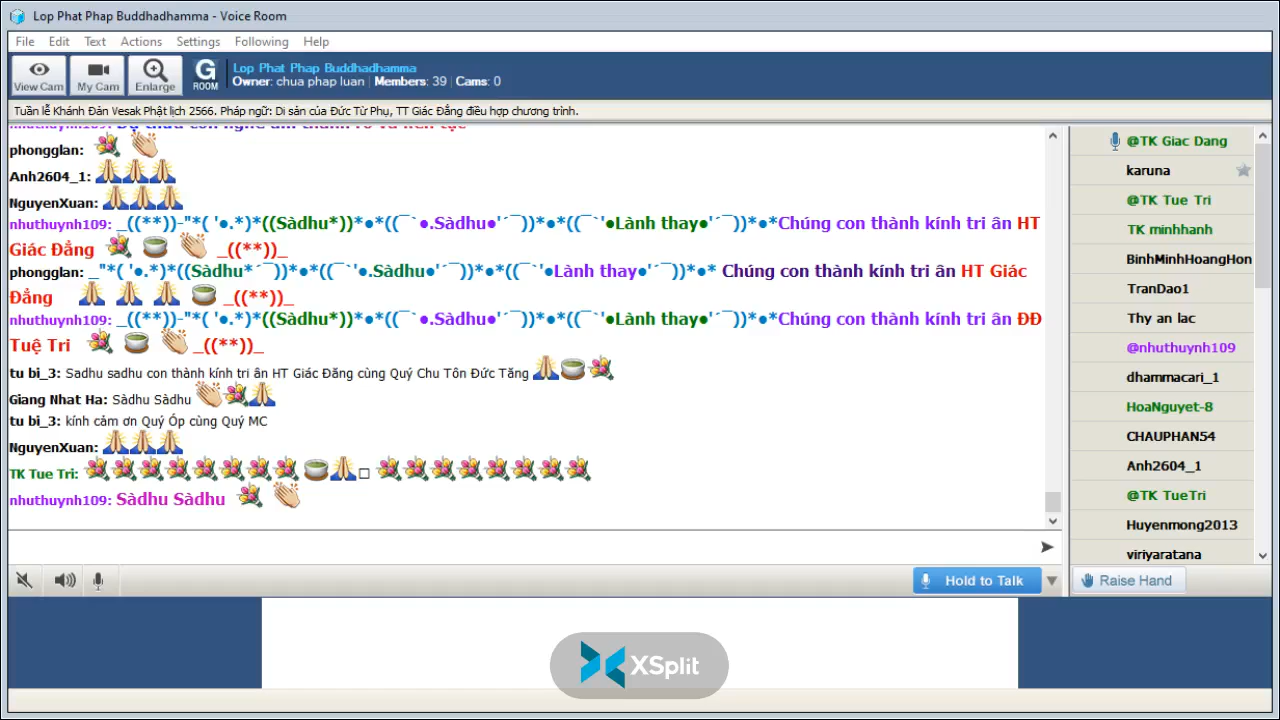 Lop Phat Phap Buddhadhamma - Voice Room
File Edit Text Actions Settings Following Help
View Cam My Cam Enlarge G ROOM
Lop Phat Phap Buddhadhamma
Owner: chua phap luan | Members: 39 | Cams: 0
Tuần lễ Khánh Đản Vesak Phật lịch 2566. Pháp ngữ: Di sản của Đức Từ Phụ, TT Giác Đẳng điều hợp chương trình.
phongglan:
Anh2604_1:
NguyenXuan:
nhuthuynh109: _((**))-"*( '●.*)*((Sàdhu*))*●*((¯`●.Sàdhu●'´¯))*●*((¯`'●Lành thay●'´¯))*●*Chúng con thành kính tri ân HT
Giác Đẳng _((**))_
phongglan: _"*( '●.*)*((Sàdhu*´¯))*●*((¯`'●.Sàdhu●'´¯))*●*((¯`'●Lành thay●'´¯))*●* Chúng con thành kính tri ân HT Giác
Đẳng _((**))_
nhuthuynh109: _((**))-"*( '●.*)*((Sàdhu*))*●*((¯`●.Sàdhu●'´¯))*●*((¯`'●Lành thay●'´¯))*●*Chúng con thành kính tri ân ĐĐ
Tuệ Tri _((**))_
tu bi_3: Sadhu sadhu con thành kính tri ân HT Giác Đăng cùng Quý Chu Tôn Đức Tăng
Giang Nhat Ha: Sàdhu Sàdhu
tu bi_3: kính cảm ơn Quý Óp cùng Quý MC
NguyenXuan:
TK Tue Tri:
nhuthuynh109: Sàdhu Sàdhu
@TK Giac Dang
karuna
@TK Tue Tri
TK minhhanh
BinhMinhHoangHon
TranDao1
Thy an lac
@nhuthuynh109
dhammacari_1
HoaNguyet-8
CHAUPHAN54
Anh2604_1
@TK TueTri
Huyenmong2013
viriyaratana
Hold to Talk
Raise Hand
XSplit